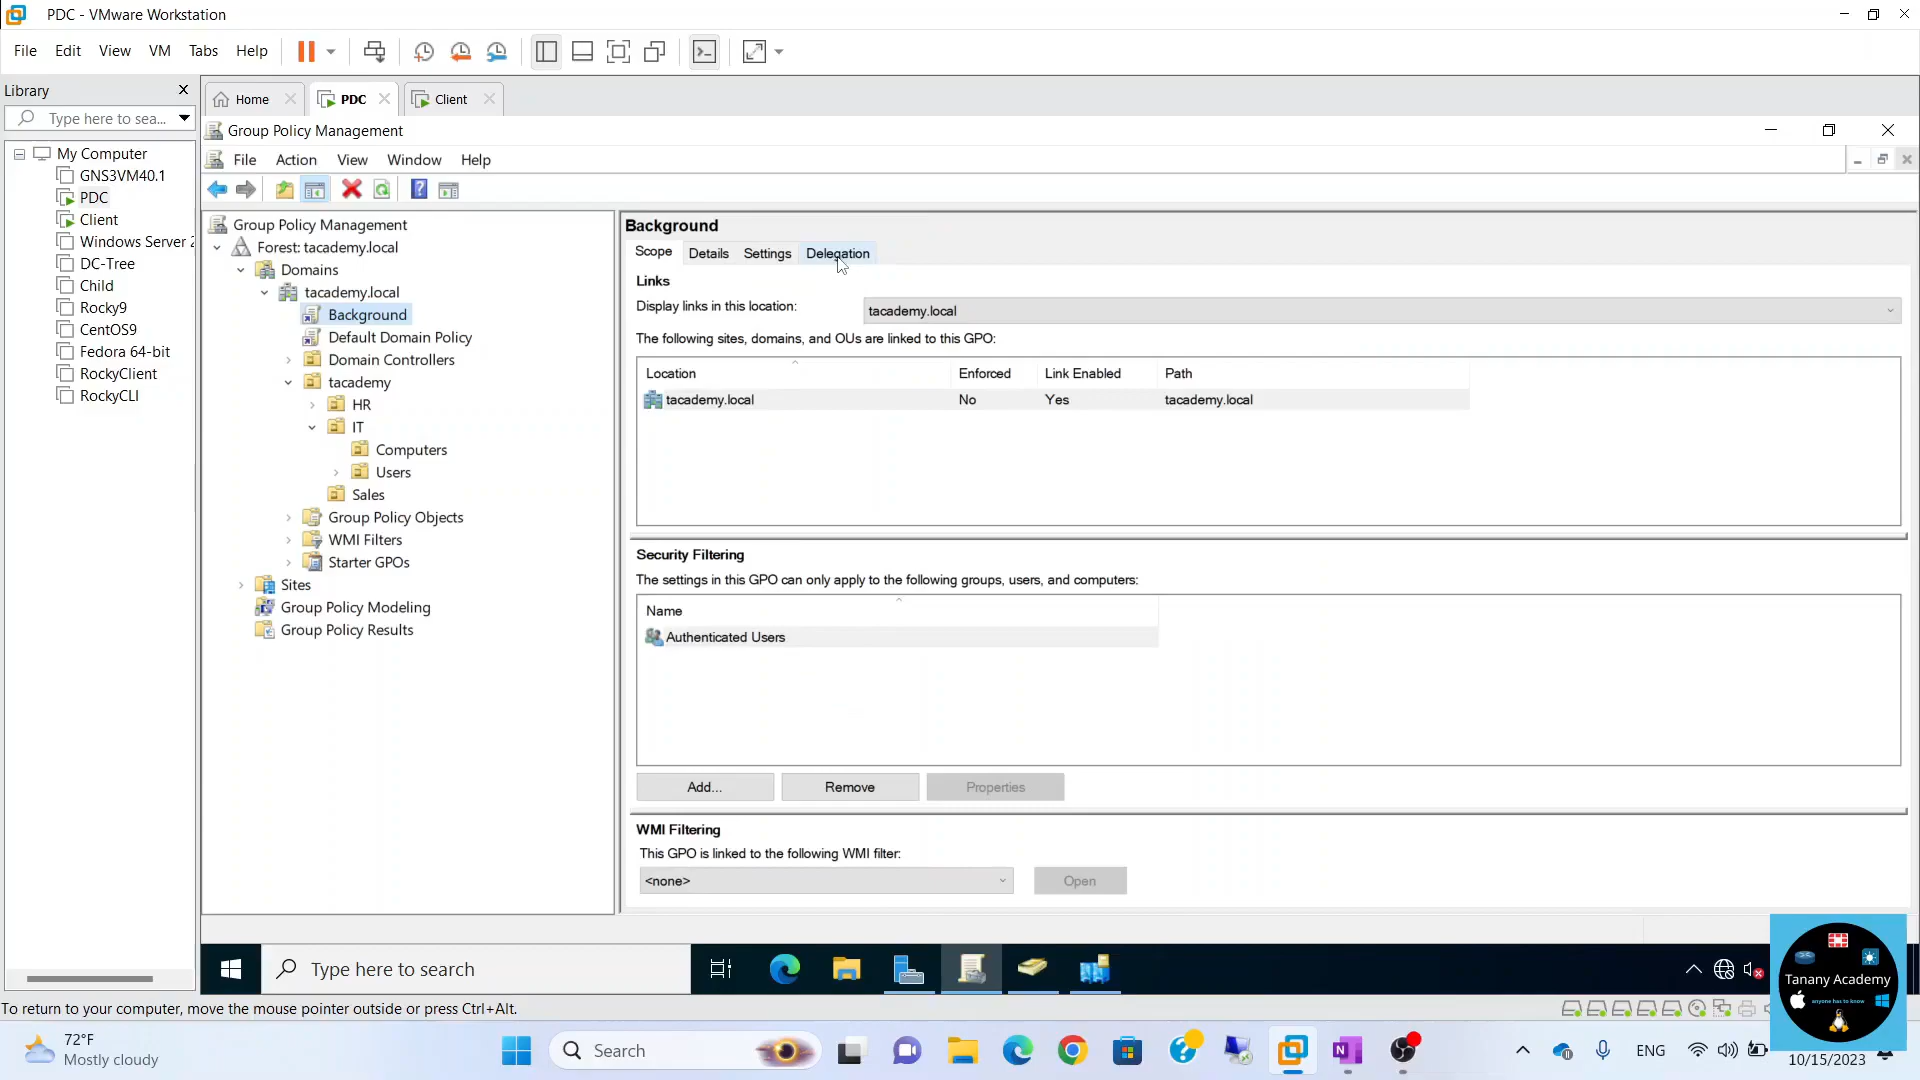 PDC - VMware Workstation
File Edit View VM Tabs Help
Library
Type here to sea...
My Computer
GNS3VM40.1
PDC
Client
Windows Server 2
DC-Tree
Child
Rocky9
CentOS9
Fedora 64-bit
RockyClient
RockyCLI
Home PDC Client
Group Policy Management
File Action View Window Help
Group Policy Management
Forest: tacademy.local
Domains
tacademy.local
Background
Default Domain Policy
Domain Controllers
tacademy
HR
IT
Computers
Users
Sales
Group Policy Objects
WMI Filters
Starter GPOs
Sites
Group Policy Modeling
Group Policy Results
Background
Scope Details Settings Delegation
Links
Display links in this location: tacademy.local
The following sites, domains, and OUs are linked to this GPO:
Location Enforced Link Enabled Path
tacademy.local No Yes tacademy.local
Security Filtering
The settings in this GPO can only apply to the following groups, users, and computers:
Name
Authenticated Users
Add... Remove Properties
WMI Filtering
This GPO is linked to the following WMI filter:
<none> Open
Type here to search
Tanany Academy
anyone has to know
To return to your computer, move the mouse pointer outside or press Ctrl+Alt.
72°F
Mostly cloudy
Search
ENG
10/15/2023